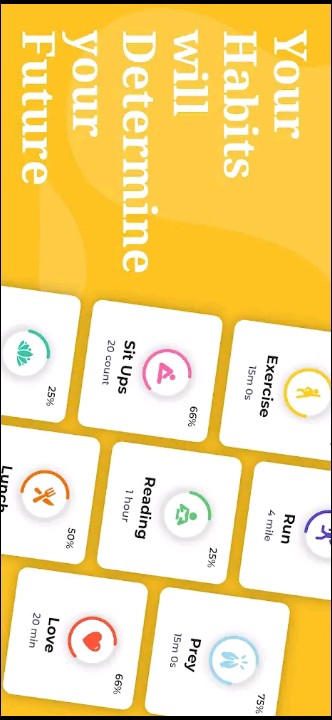 Your
Habits
will
Determine
your
Future
Exercise
15m 0s
Run
4 mile
75%
Prey
15m 0s
66%
Sit Ups
20 count
25%
Reading
1 hour
66%
Love
20 min
25%
50%
Lunch